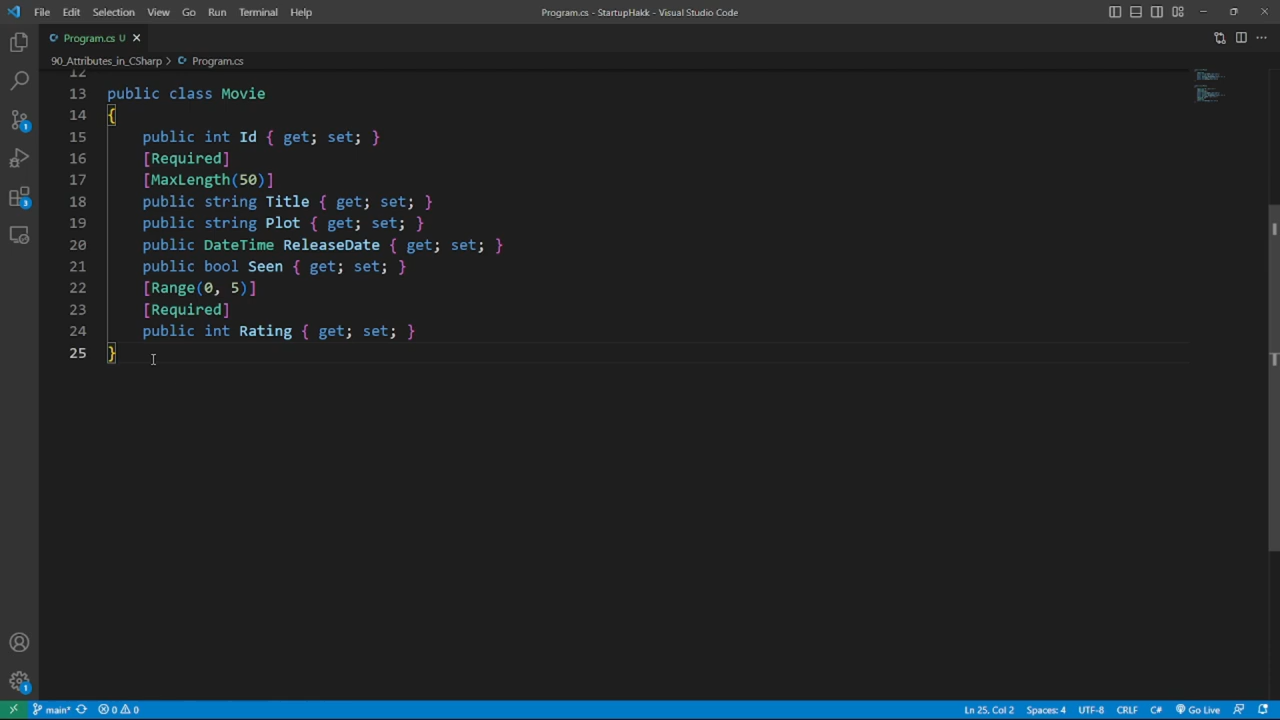 File Edit Selection View Go Run Terminal Help Program.cs - StartupHakk - Visual Studio Code
Program.cs U
90_Attributes_in_CSharp > Program.cs
12
13 public class Movie
14 {
15 public int Id { get; set; }
16 [Required]
17 [MaxLength(50)]
18 public string Title { get; set; }
19 public string Plot { get; set; }
20 public DateTime ReleaseDate { get; set; }
21 public bool Seen { get; set; }
22 [Range(0, 5)]
23 [Required]
24 public int Rating { get; set; }
25 }
1
3
1
main* 0 0 Ln 25, Col 2 Spaces: 4 UTF-8 CRLF C# Go Live